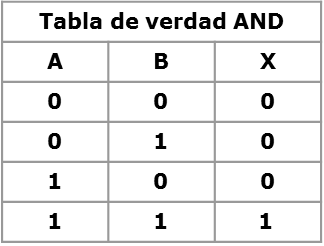 Tabla de verdad AND
A B X
0 0 0
0 1 0
1 0 0
1 1 1